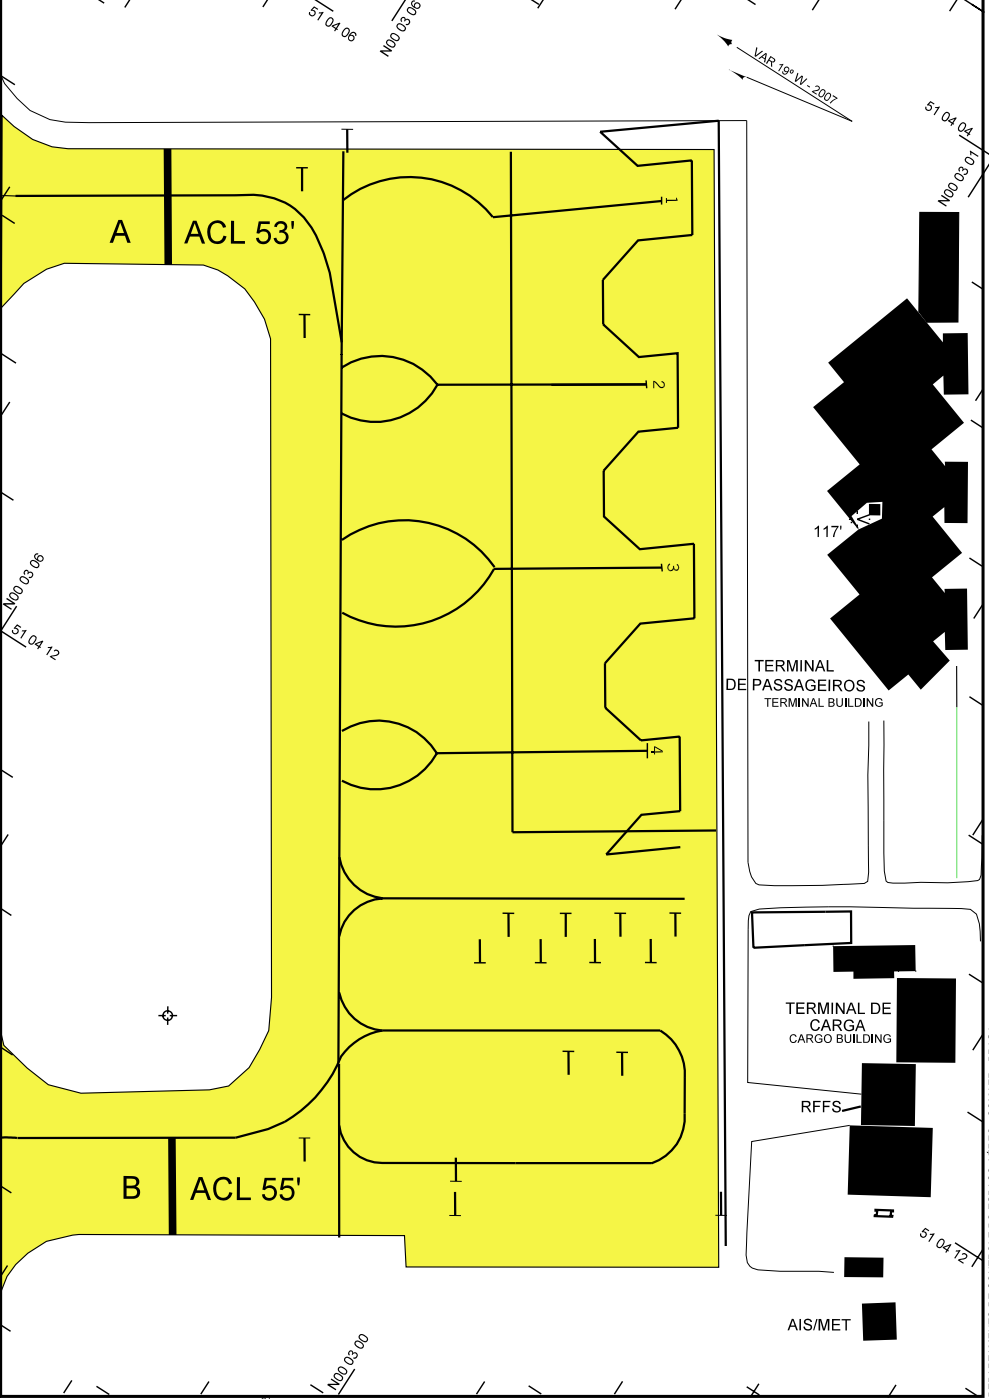 51 04 06
N00 03 06
VAR 19º W - 2007
51 04 04
N00 03 01
A
ACL 53'
1
2
3
4
117'
N00 03 06
51 04 12
TERMINAL
DE PASSAGEIROS
TERMINAL BUILDING
TERMINAL DE
CARGA
CARGO BUILDING
RFFS
B
ACL 55'
51 04 12
AIS/MET
N00 03 00